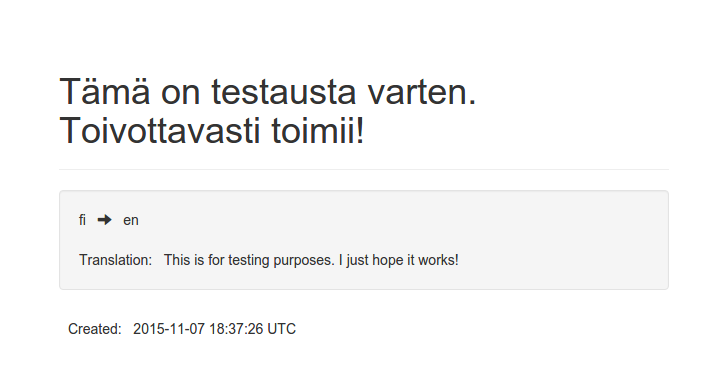 Tämä on testausta varten.
Toivottavasti toimii!
fi ➔ en
Translation: This is for testing purposes. I just hope it works!
Created: 2015-11-07 18:37:26 UTC